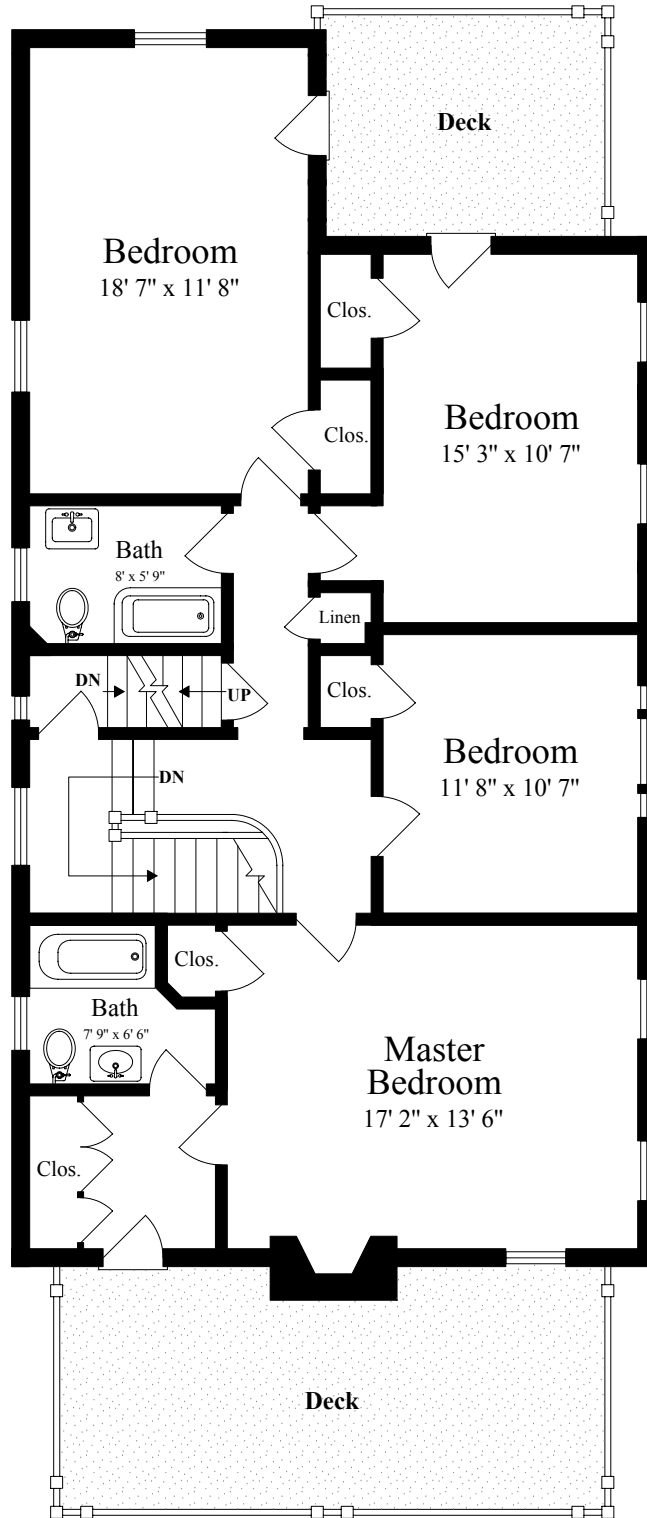 Deck
Bedroom
18' 7" x 11' 8"
Clos.
Bedroom
15' 3" x 10' 7"
Clos.
Bath
8' x 5' 9"
Linen
DN
UP
Clos.
Bedroom
11' 8" x 10' 7"
DN
Clos.
Bath
7' 9" x 6' 6"
Master
Bedroom
17' 2" x 13' 6"
Clos.
Deck